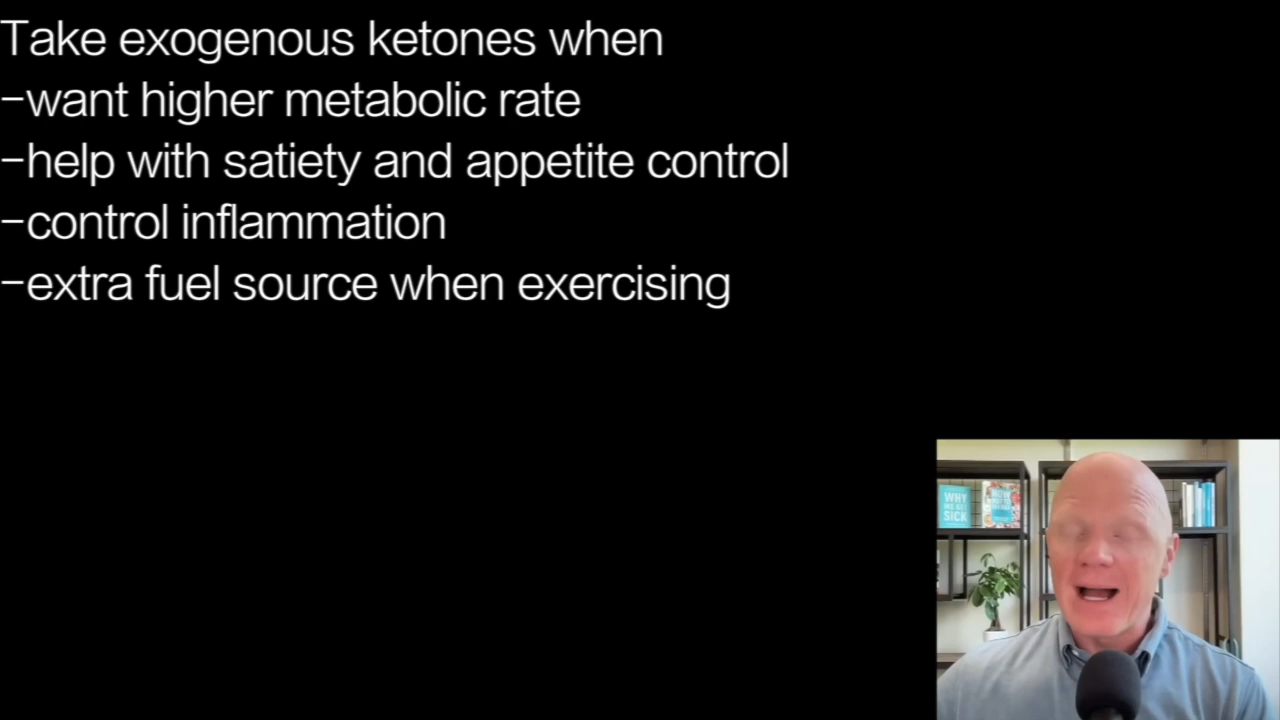 Take exogenous ketones when
-want higher metabolic rate
-help with satiety and appetite control
-control inflammation
-extra fuel source when exercising
WHY
WE GET
SICK